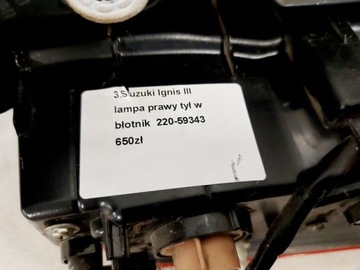 3.Suzuki Ignis III
lampa prawy tył w
błotnik 220-59343
650zł